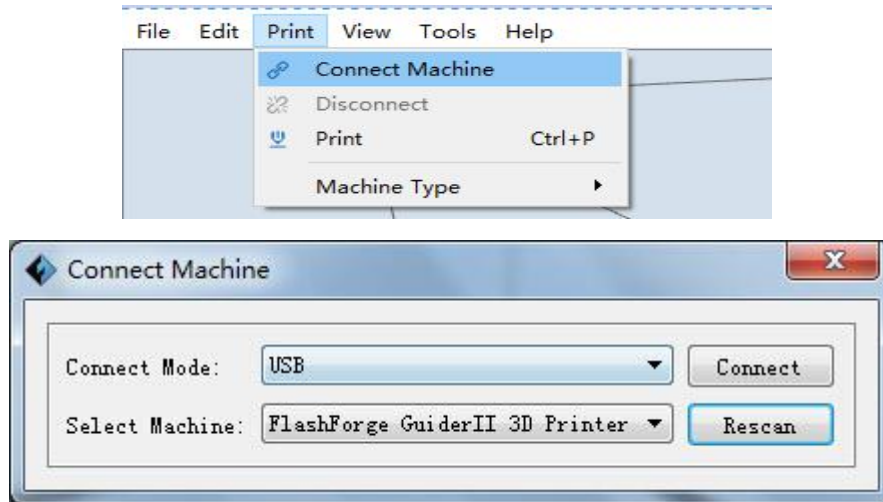 File Edit Print View Tools Help
Connect Machine
Disconnect
Print Ctrl+P
Machine Type
Connect Machine
Connect Mode: USB Connect
Select Machine: FlashForge GuiderII 3D Printer Rescan